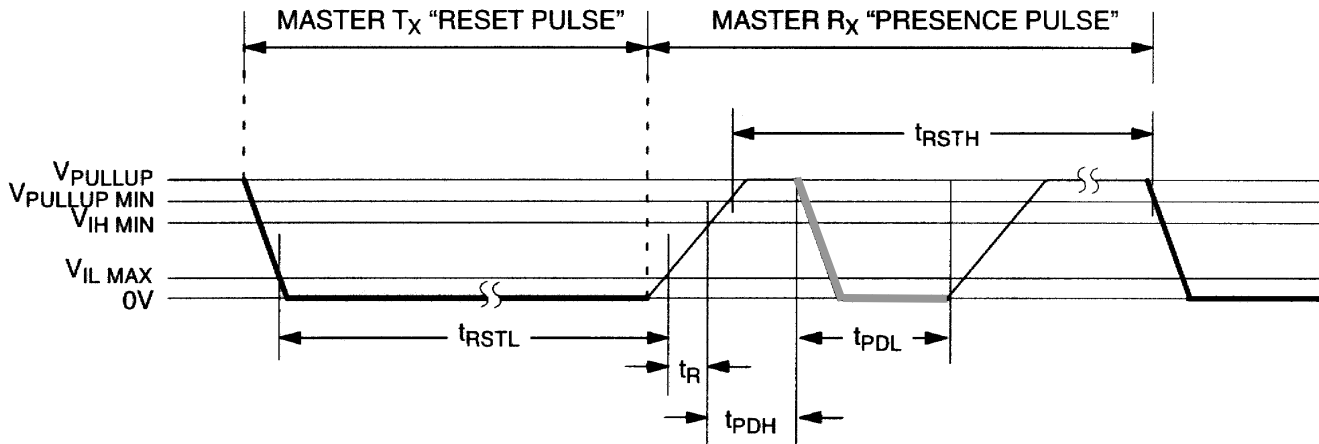 MASTER TX “RESET PULSE” MASTER RX “PRESENCE PULSE”
tRSTH
VPULLUP
VPULLUP MIN
VIH MIN
VIL MAX
0V
tRSTL
tPDL
tR
tPDH